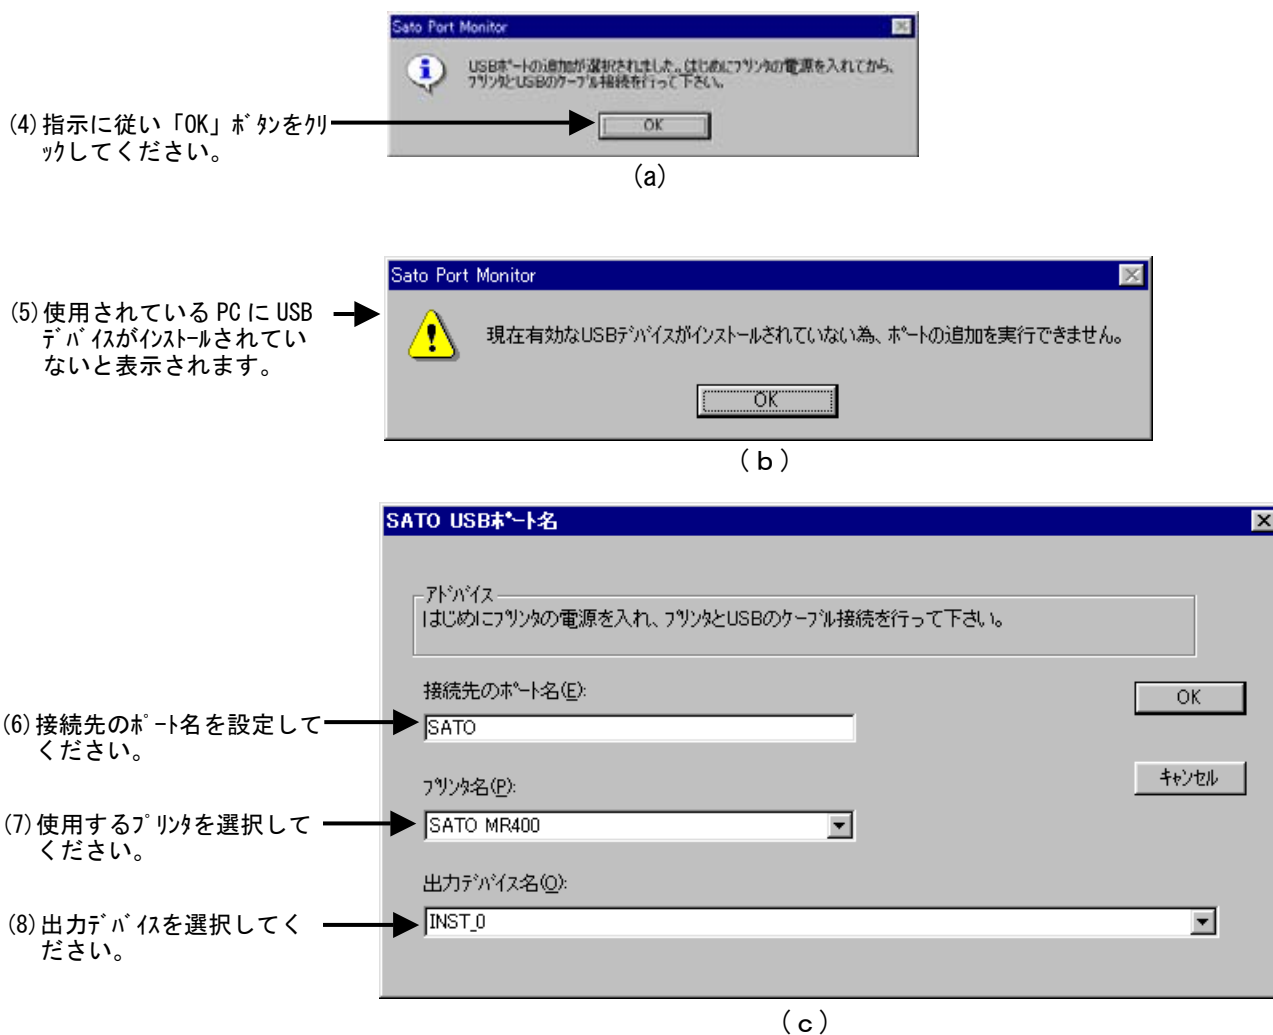 Sato Port Monitor
USBﾎﾟｰﾄの追加が選択されました。はじめにﾌﾟﾘﾝﾀの電源を入れてから、
ﾌﾟﾘﾝﾀとUSBのｹｰﾌﾞﾙ接続を行って下さい。
OK
(4)指示に従い「OK」ﾎﾞﾀﾝをｸﾘ
ｯｸしてください。
(a)
Sato Port Monitor
(5)使用されている PC に USB
ﾃﾞﾊﾞｲｽがｲﾝｽﾄｰﾙされてい
ないと表示されます。
現在有効なUSBﾃﾞﾊﾞｲｽがｲﾝｽﾄｰﾙされていない為、ﾎﾟｰﾄの追加を実行できません。
OK
(ｂ)
SATO USBﾎﾟｰﾄ名
ｱﾄﾞﾊﾞｲｽ
はじめにﾌﾟﾘﾝﾀの電源を入れ、ﾌﾟﾘﾝﾀとUSBのｹｰﾌﾞﾙ接続を行って下さい。
接続先のﾎﾟｰﾄ名(E):
OK
(6)接続先のﾎﾟｰﾄ名を設定して
ください。
SATO
ﾌﾟﾘﾝﾀ名(P):
ｷｬﾝｾﾙ
(7)使用するﾌﾟﾘﾝﾀを選択して
ください。
SATO MR400
出力ﾃﾞﾊﾞｲｽ名(O):
(8)出力ﾃﾞﾊﾞｲｽを選択してく
ださい。
INST_0
(ｃ)